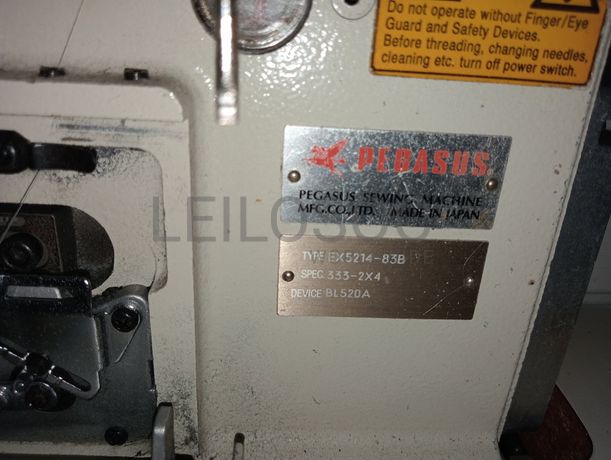 Do not operate without Finger/Eye
Guard and Safety Devices.
Before threading, changing needles,
cleaning etc. turn off power switch.
PEGASUS
PEGASUS SEWING MACHINE
MFG.CO.,LTD. MADE IN JAPAN
TYPE EX5214-83B
SPEC. 333-2X4
DEVICE BL520A